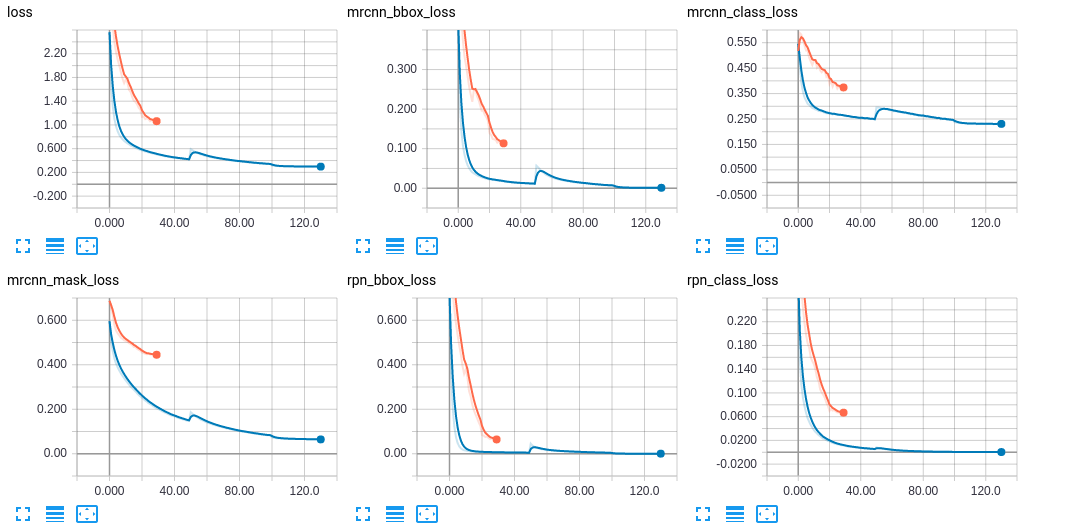 loss
2.20
1.80
1.40
1.00
0.600
0.200
-0.200
0.000 40.00 80.00 120.0
mrcnn_bbox_loss
0.300
0.200
0.100
0.00
0.000 40.00 80.00 120.0
mrcnn_class_loss
0.550
0.450
0.350
0.250
0.150
0.0500
-0.0500
0.000 40.00 80.00 120.0
mrcnn_mask_loss
0.600
0.400
0.200
0.00
0.000 40.00 80.00 120.0
rpn_bbox_loss
0.600
0.400
0.200
0.00
0.000 40.00 80.00 120.0
rpn_class_loss
0.220
0.180
0.140
0.100
0.0600
0.0200
-0.0200
0.000 40.00 80.00 120.0